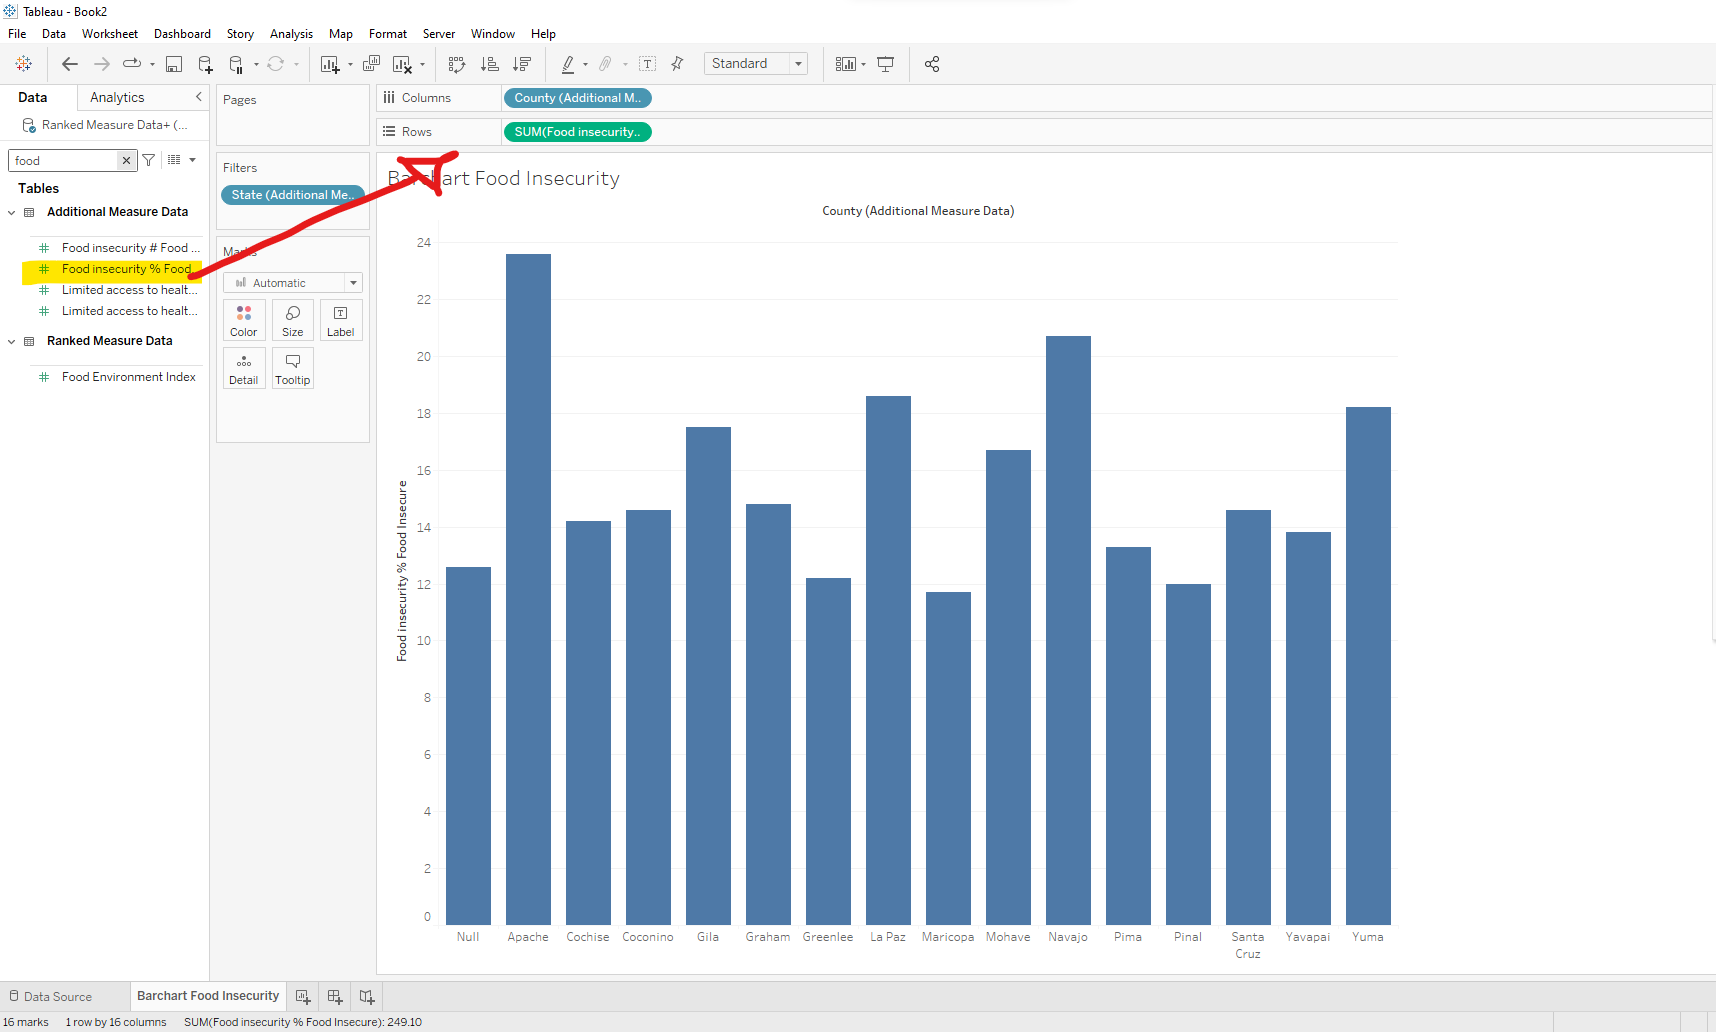 Tableau - Book2
File Data Worksheet Dashboard Story Analysis Map Format Server Window Help
Standard
Data Analytics
Ranked Measure Data+ (...
food
Tables
Additional Measure Data
Food insecurity # Food ...
Food insecurity % Food
Limited access to healt...
Limited access to healt...
Ranked Measure Data
Food Environment Index
Pages
Filters
State (Additional Me..
Marks
Automatic
Color Size Label
Detail Tooltip
Columns County (Additional M..
Rows SUM(Food insecurity..
Barchart Food Insecurity
County (Additional Measure Data)
Food insecurity % Food Insecure
24
22
20
18
16
14
12
10
8
6
4
2
0
Null Apache Cochise Coconino Gila Graham Greenlee La Paz Maricopa Mohave Navajo Pima Pinal Santa Cruz Yavapai Yuma
Data Source Barchart Food Insecurity
16 marks 1 row by 16 columns SUM(Food insecurity % Food Insecure): 249.10